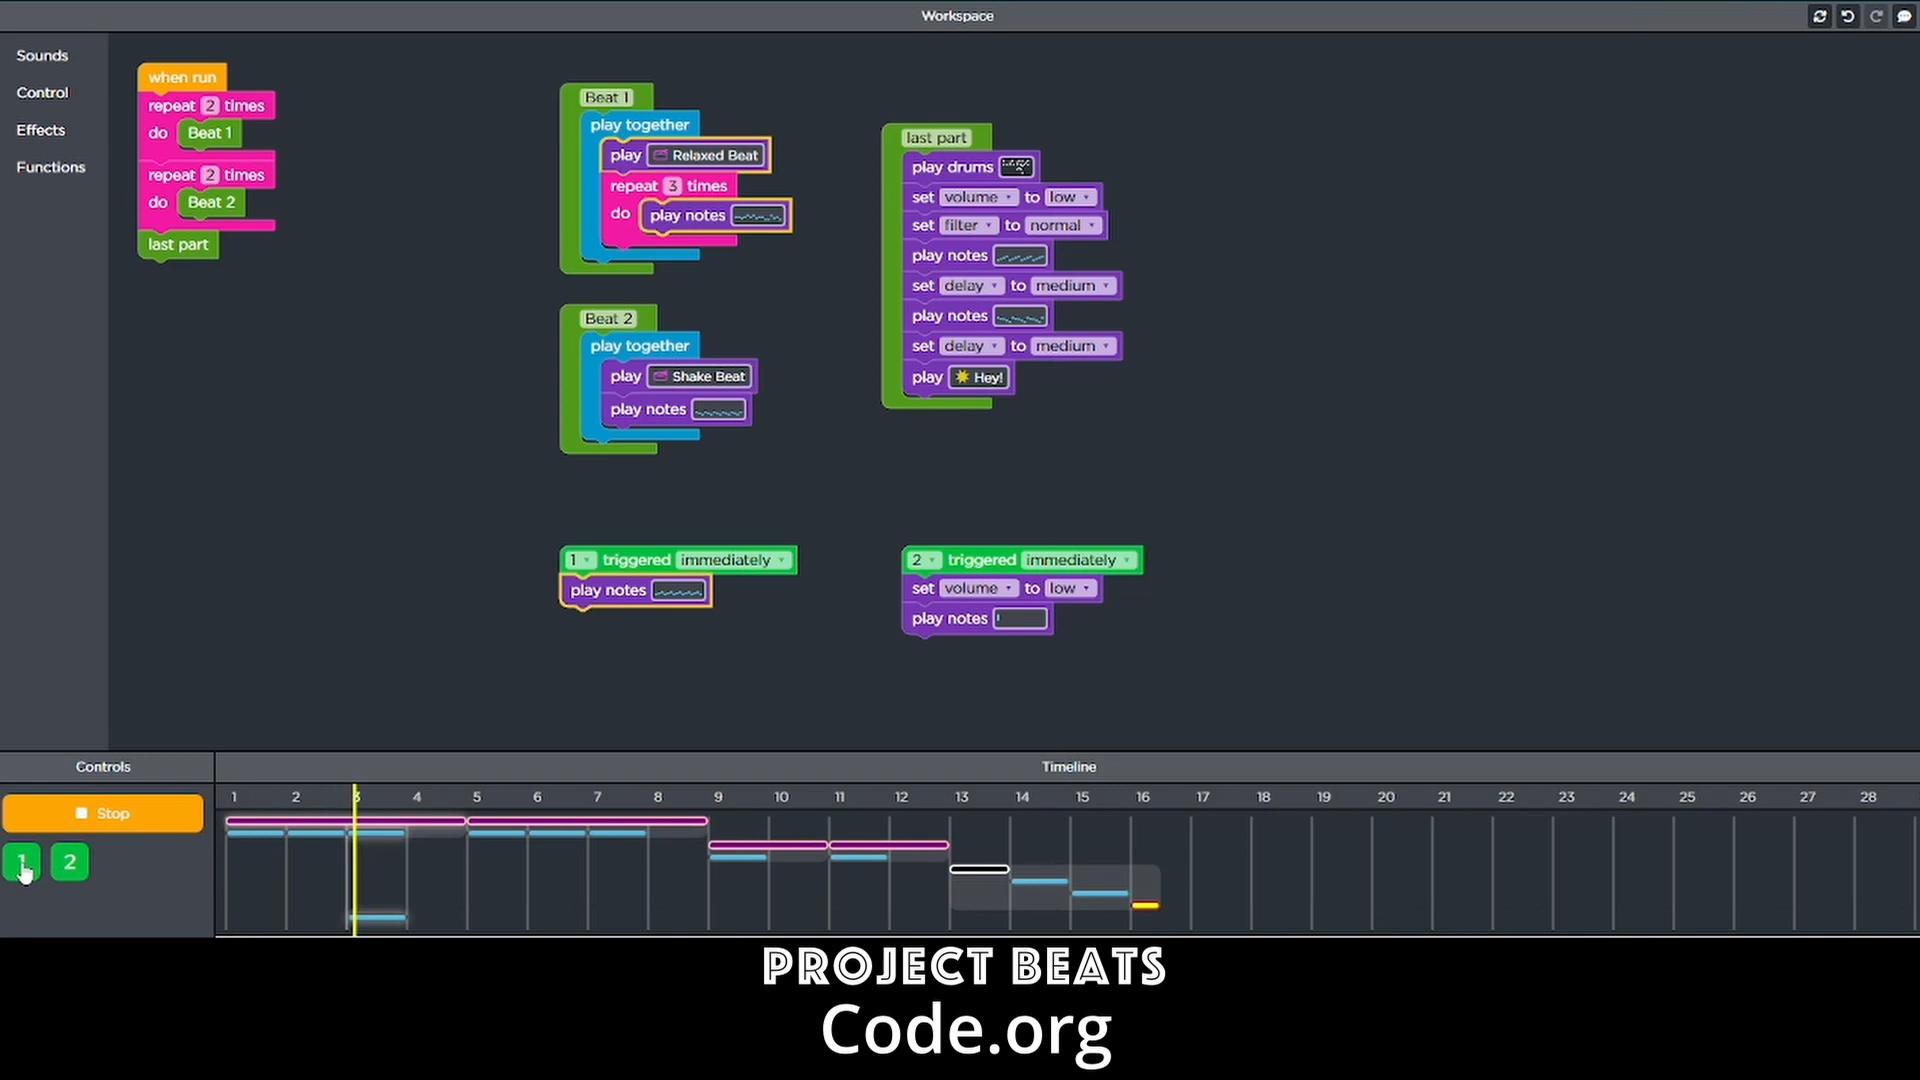 Workspace
Sounds
Control
Effects
Functions
when run
repeat 2 times
do Beat 1
repeat 2 times
do Beat 2
last part
Beat 1
play together
play Relaxed Beat
repeat 3 times
do play notes
Beat 2
play together
play Shake Beat
play notes
last part
play drums
set volume to low
set filter to normal
play notes
set delay to medium
play notes
set delay to medium
play Hey!
1 triggered immediately
play notes
2 triggered immediately
set volume to low
play notes
Controls
Timeline
Stop
1 2
1 2 3 4 5 6 7 8 9 10 11 12 13 14 15 16 17 18 19 20 21 22 23 24 25 26 27 28
PROJECT BEATS
Code.org